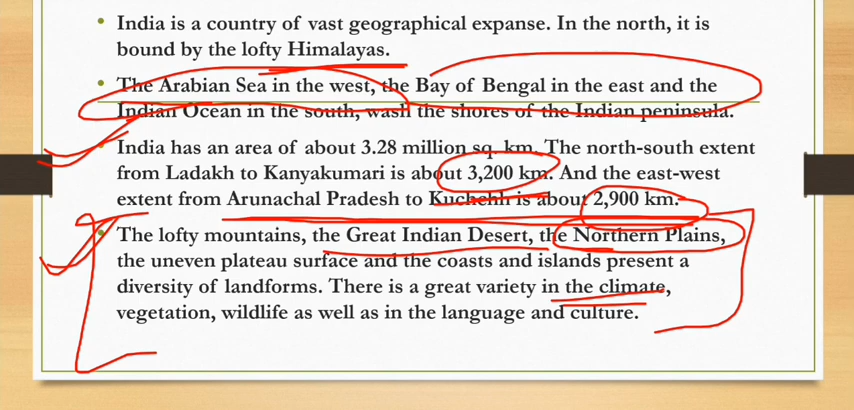 • India is a country of vast geographical expanse. In the north, it is
bound by the lofty Himalayas.
• The Arabian Sea in the west, the Bay of Bengal in the east and the
Indian Ocean in the south, wash the shores of the Indian peninsula.
• India has an area of about 3.28 million sq. km. The north-south extent
from Ladakh to Kanyakumari is about 3,200 km. And the east-west
extent from Arunachal Pradesh to Kuchchh is about 2,900 km.
• The lofty mountains, the Great Indian Desert, the Northern Plains,
the uneven plateau surface and the coasts and islands present a
diversity of landforms. There is a great variety in the climate,
vegetation, wildlife as well as in the language and culture.